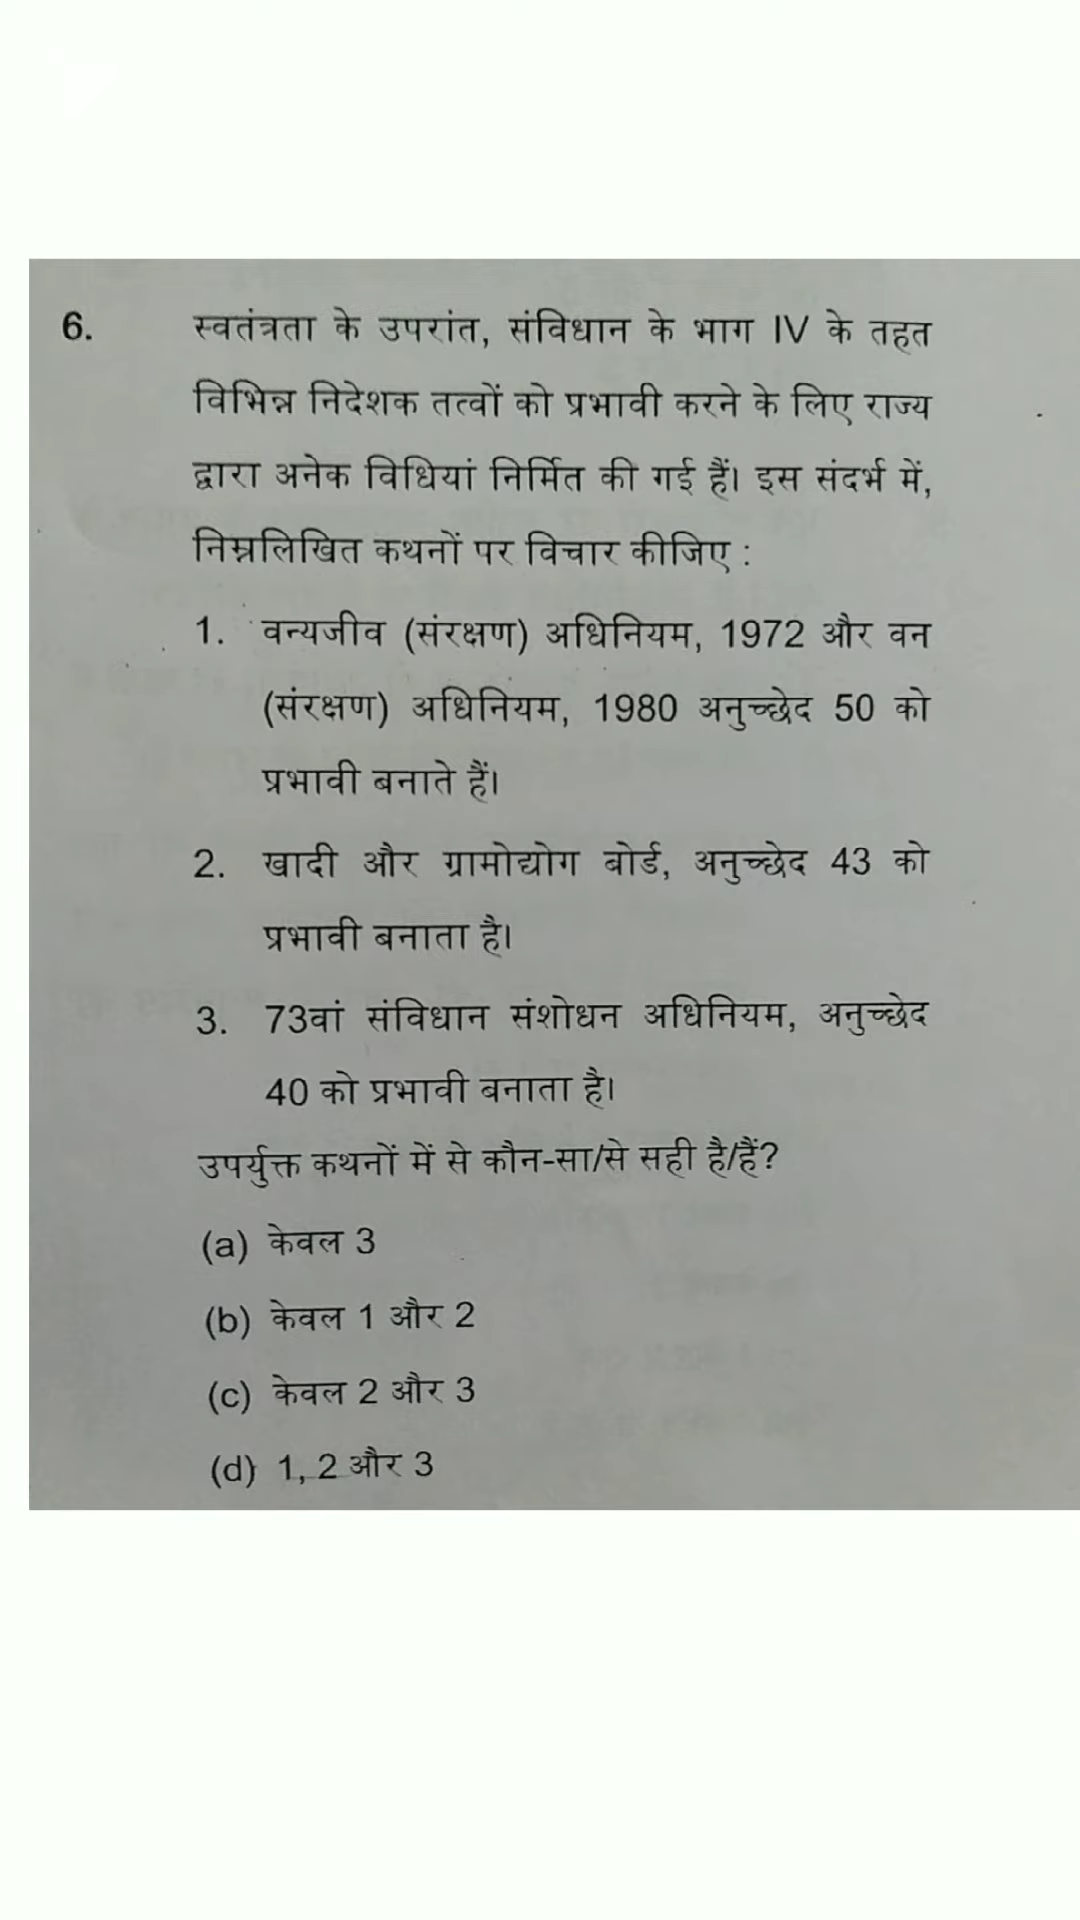 6. स्वतंत्रता के उपरांत, संविधान के भाग IV के तहत
विभिन्न निदेशक तत्वों को प्रभावी करने के लिए राज्य
द्वारा अनेक विधियां निर्मित की गई हैं। इस संदर्भ में,
निम्नलिखित कथनों पर विचार कीजिए :
1. वन्यजीव (संरक्षण) अधिनियम, 1972 और वन
(संरक्षण) अधिनियम, 1980 अनुच्छेद 50 को
प्रभावी बनाते हैं।
2. खादी और ग्रामोद्योग बोर्ड, अनुच्छेद 43 को
प्रभावी बनाता है।
3. 73वां संविधान संशोधन अधिनियम, अनुच्छेद
40 को प्रभावी बनाता है।
उपर्युक्त कथनों में से कौन-सा/से सही है/हैं?
(a) केवल 3
(b) केवल 1 और 2
(c) केवल 2 और 3
(d) 1, 2 और 3